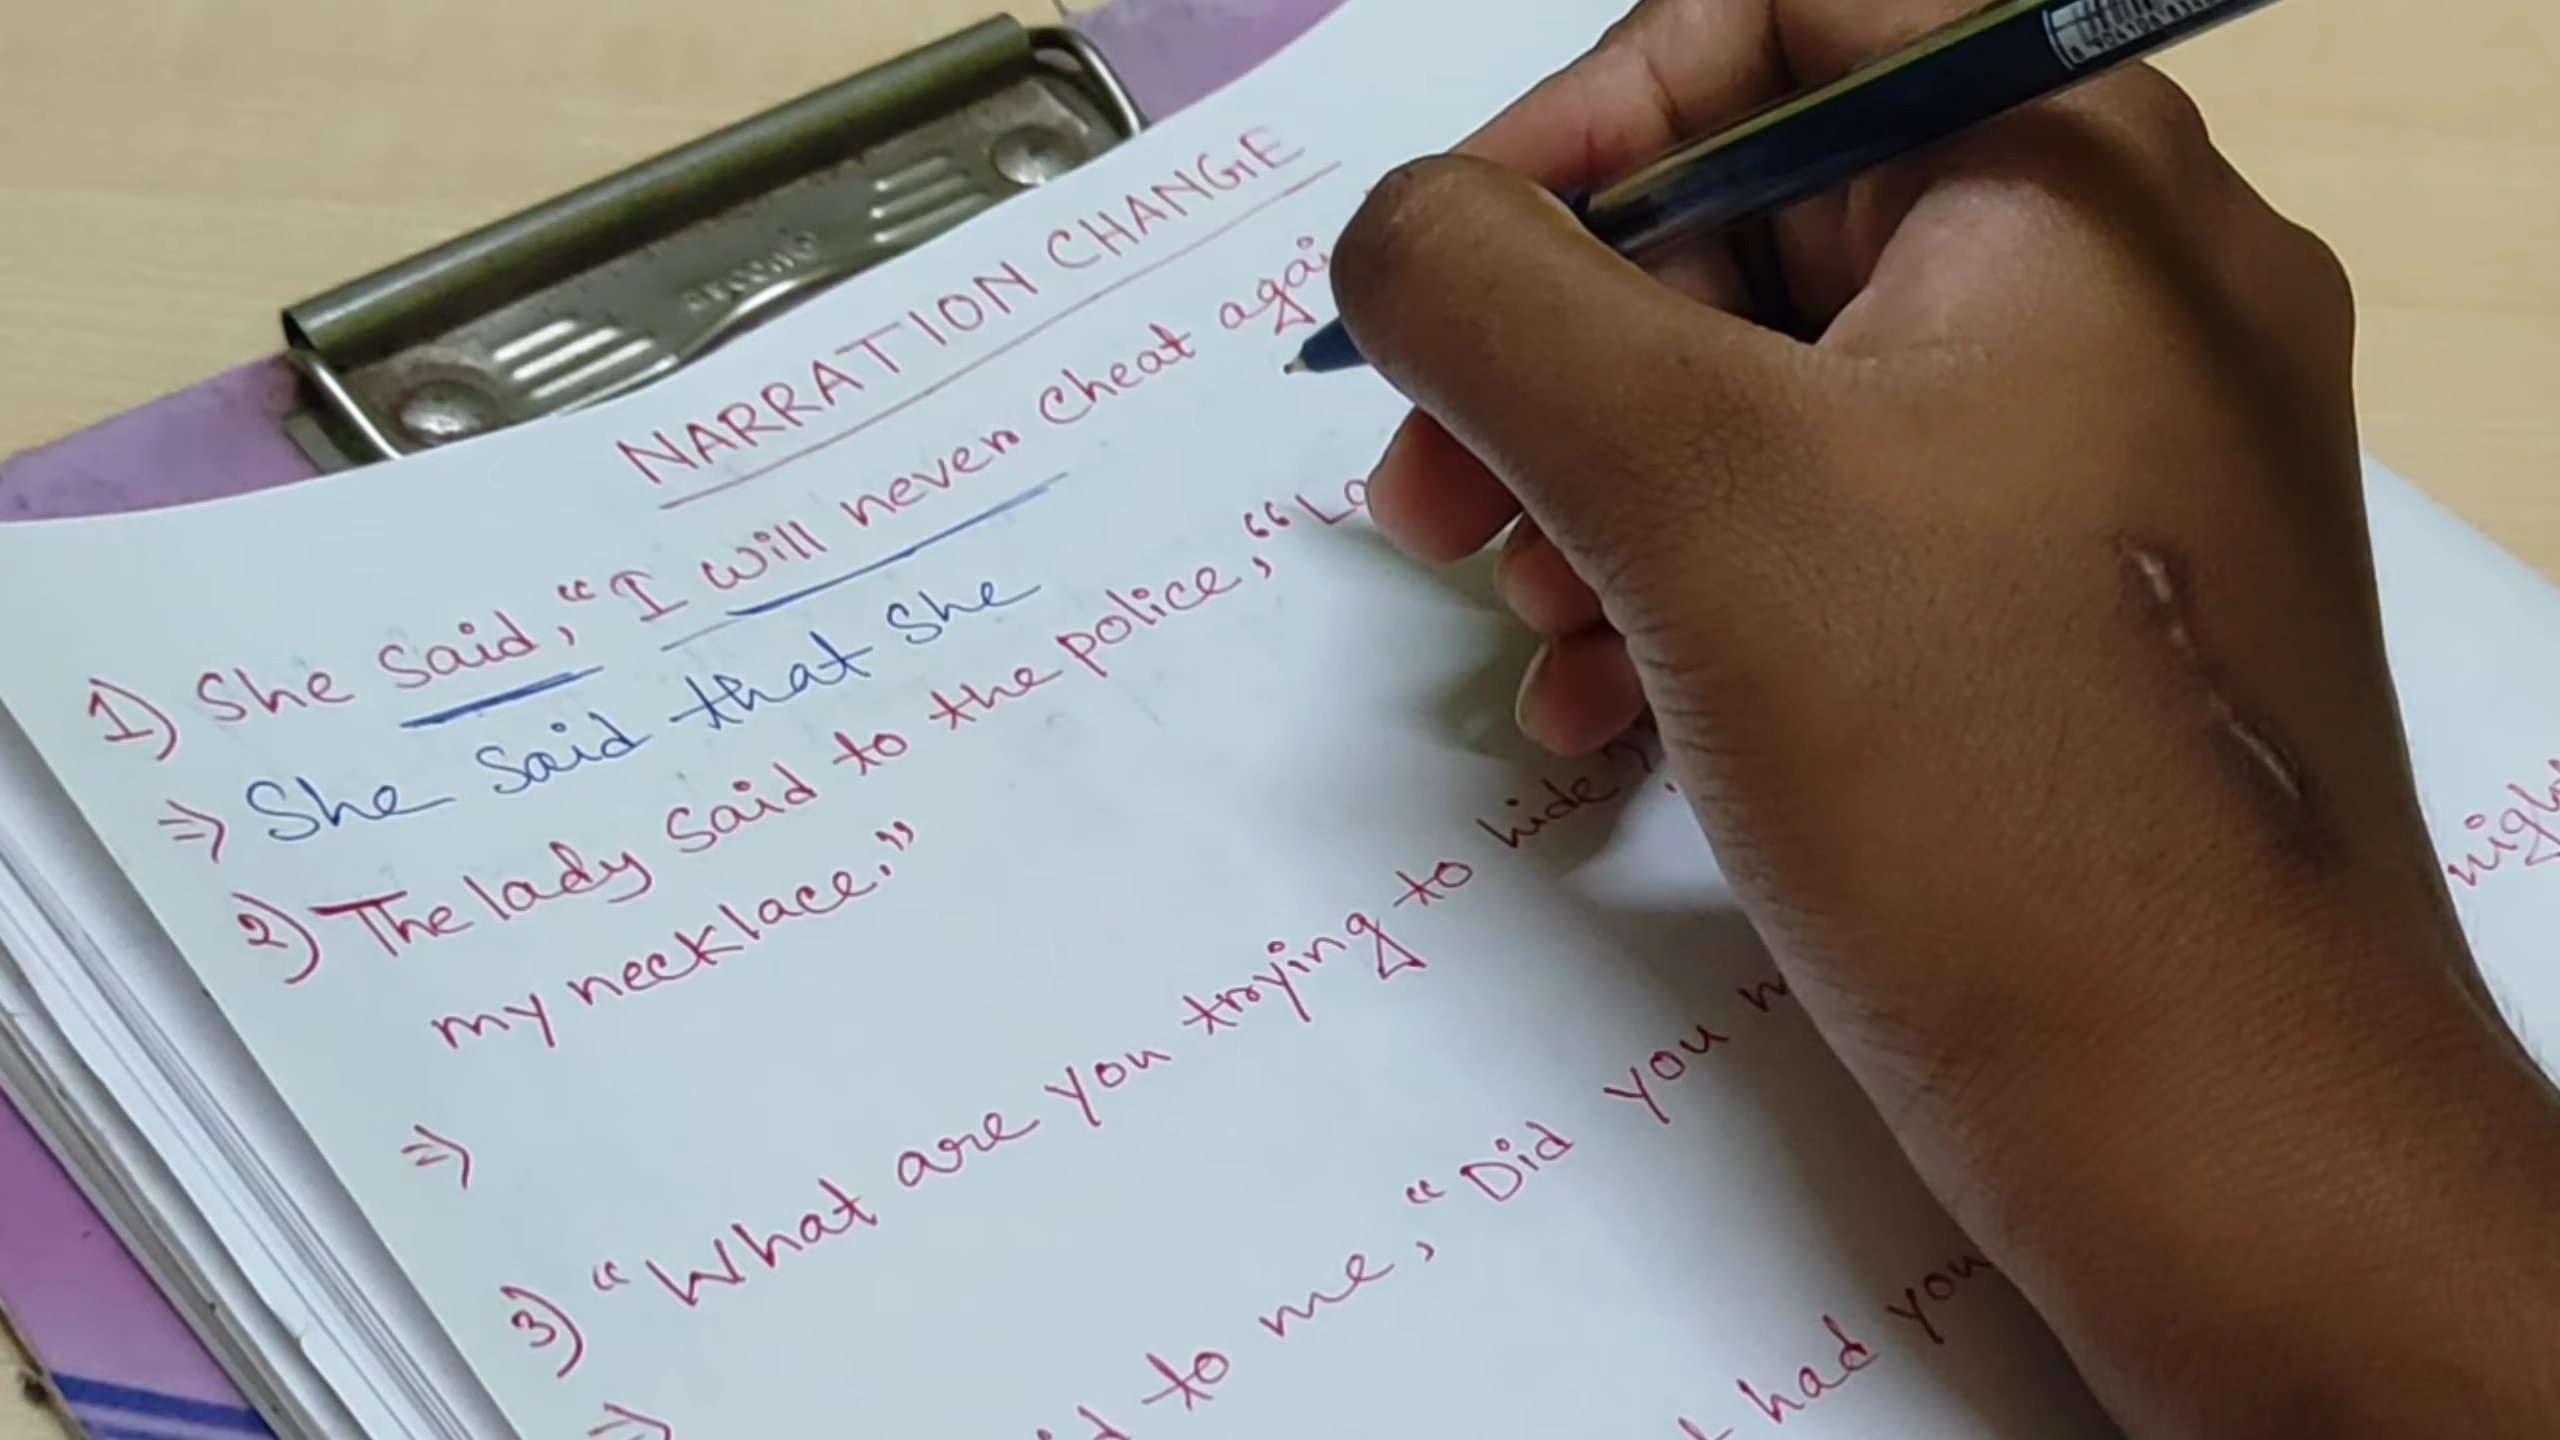 NARRATION CHANGE
1) She said, “I will never cheat agai
⇒ She said that she
2) The lady said to the police, “Lo
my necklace.”
⇒
3) “What are you trying to hide?”
⇒
to me, “Did you
had you